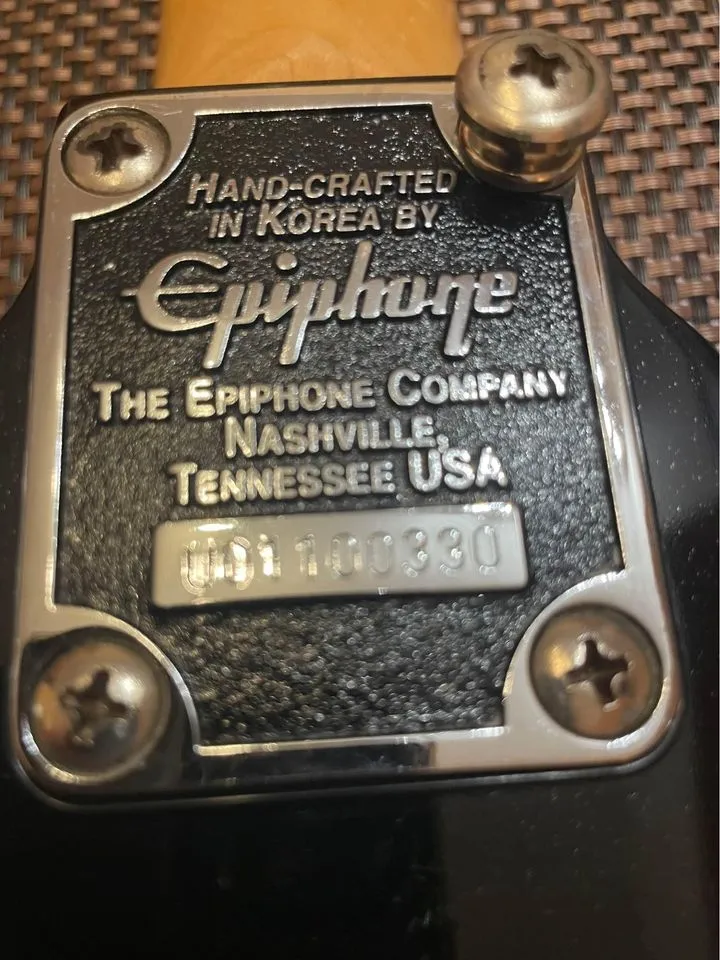 HAND-CRAFTED
IN KOREA BY
Epiphone
THE EPIPHONE COMPANY
NASHVILLE,
TENNESSEE USA
U01100330